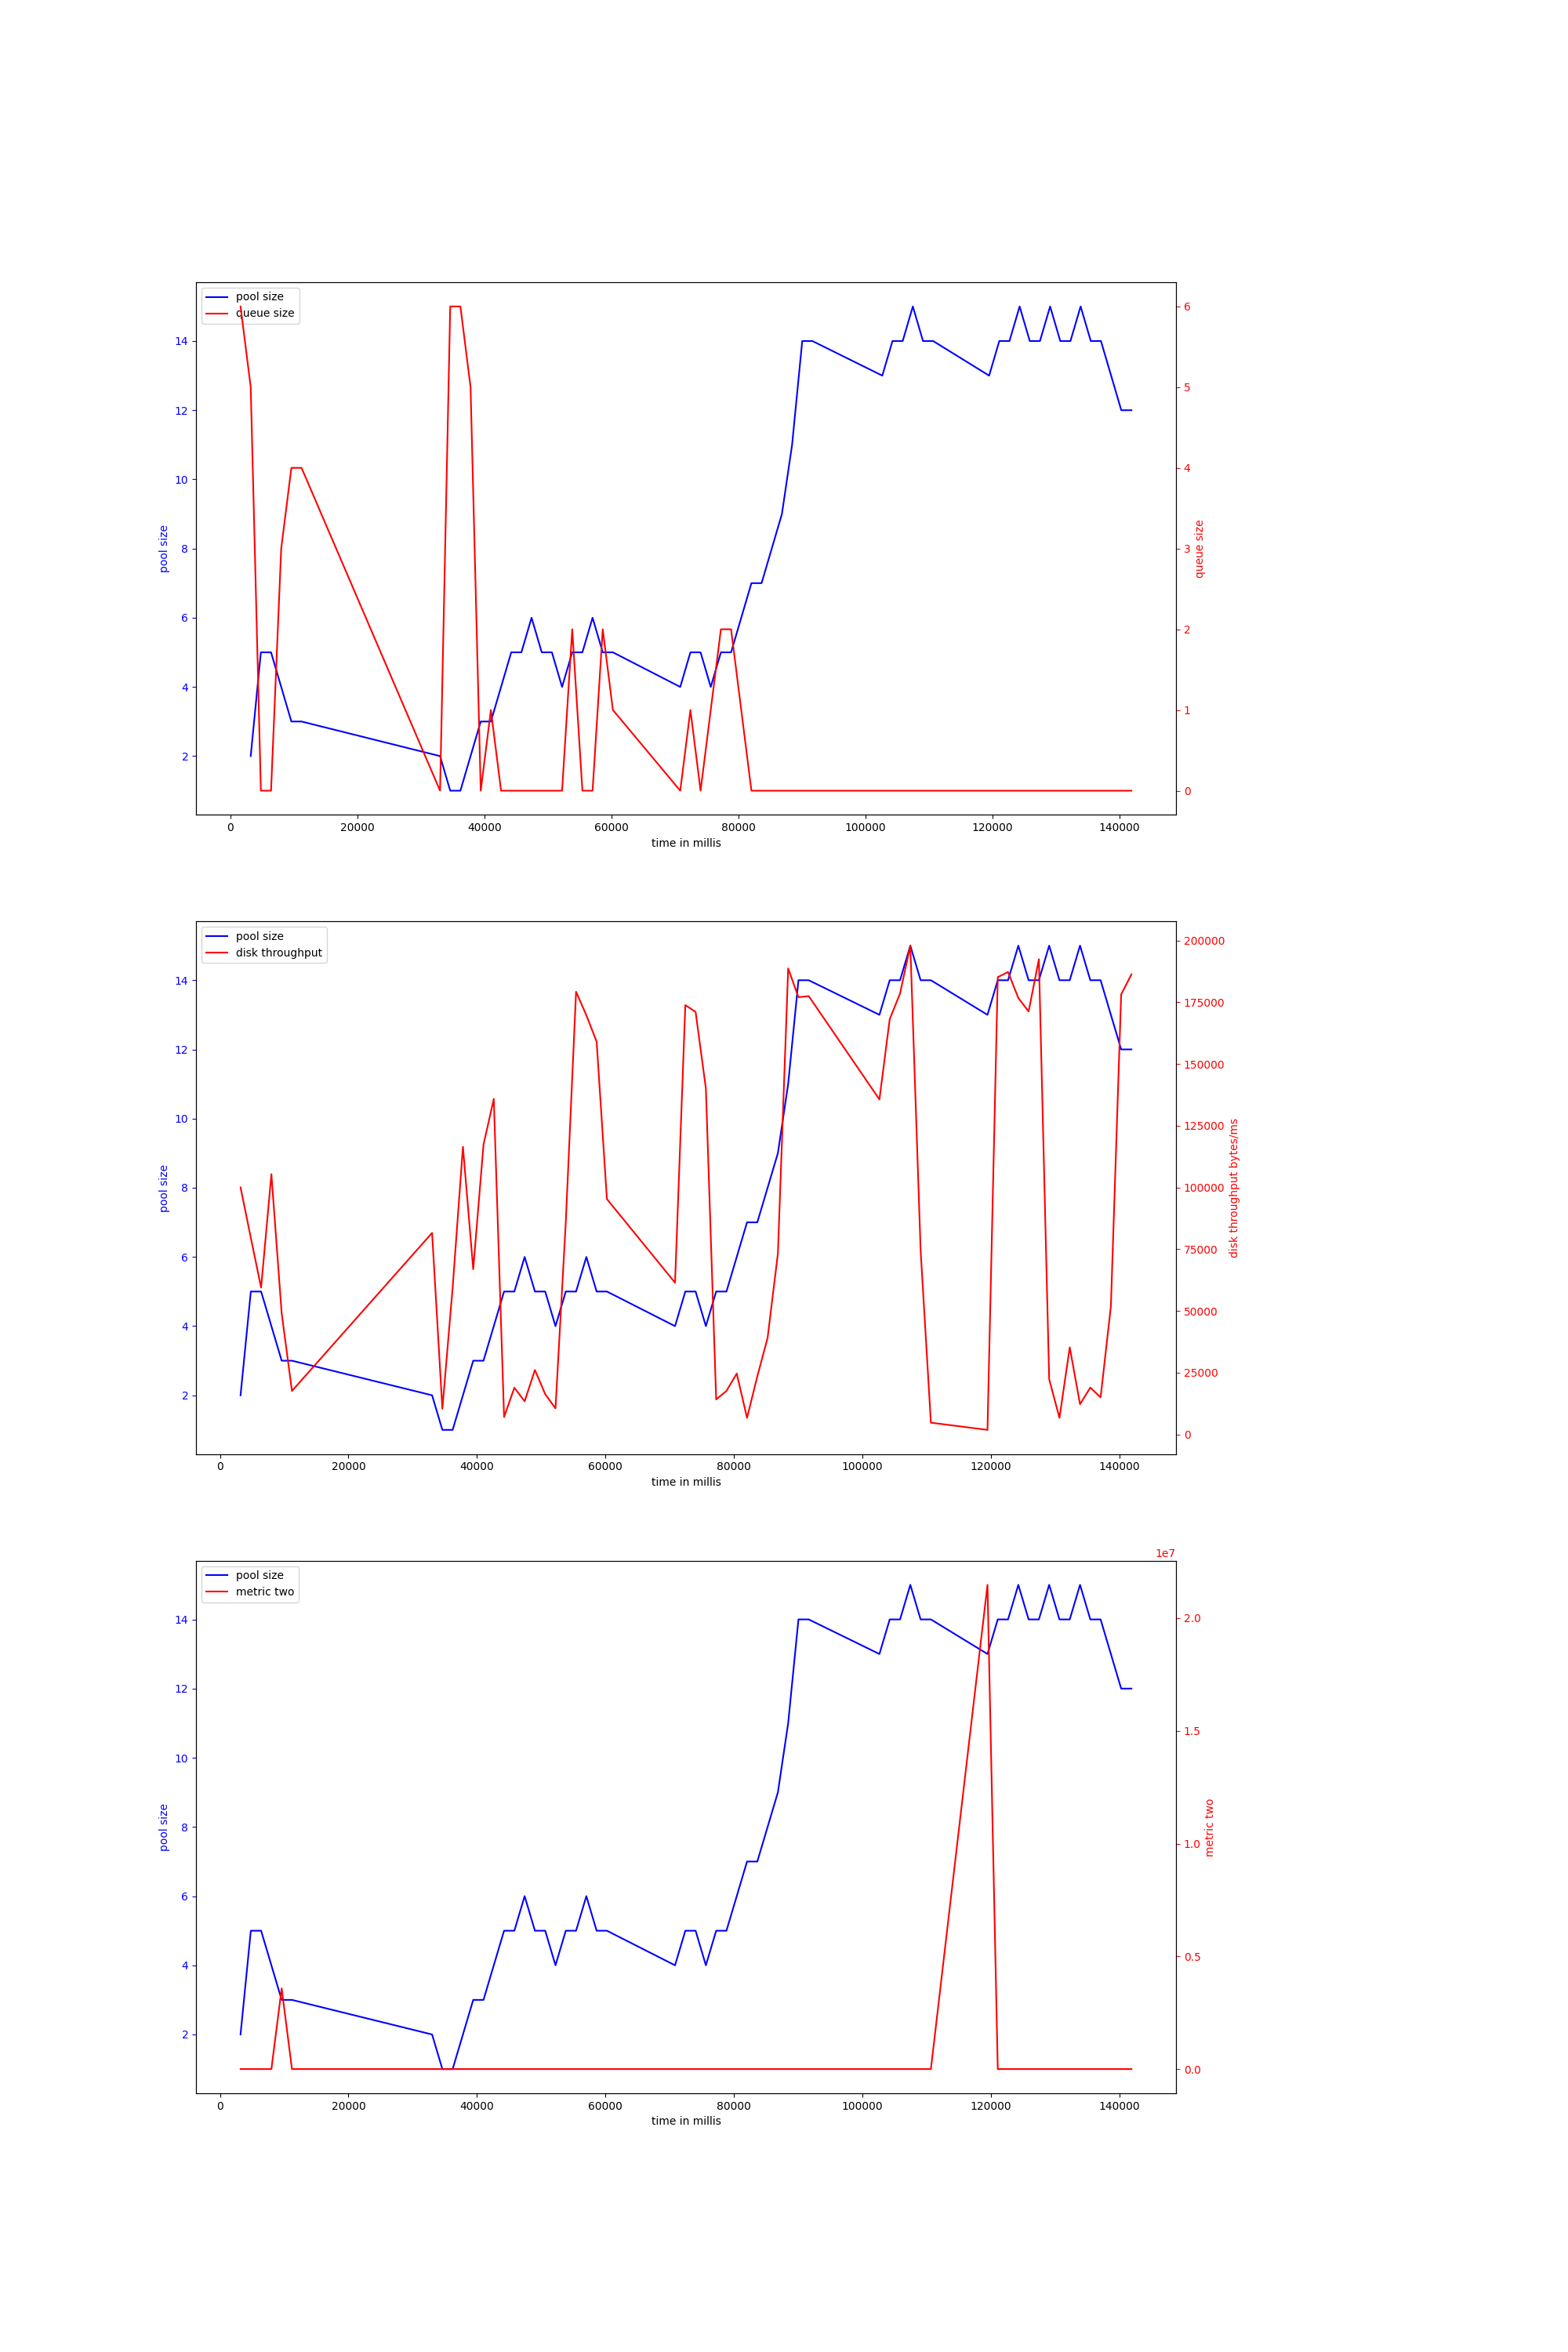 pool size
queue size
14
12
10
8
6
4
2
pool size
6
5
4
3
2
1
0
queue size
0 20000 40000 60000 80000 100000 120000 140000
time in millis
pool size
disk throughput
14
12
10
8
6
4
2
pool size
200000
175000
150000
125000
100000
75000
50000
25000
0
disk throughput bytes/ms
0 20000 40000 60000 80000 100000 120000 140000
time in millis
1e7
pool size
metric two
14
12
10
8
6
4
2
pool size
2.0
1.5
1.0
0.5
0.0
metric two
0 20000 40000 60000 80000 100000 120000 140000
time in millis